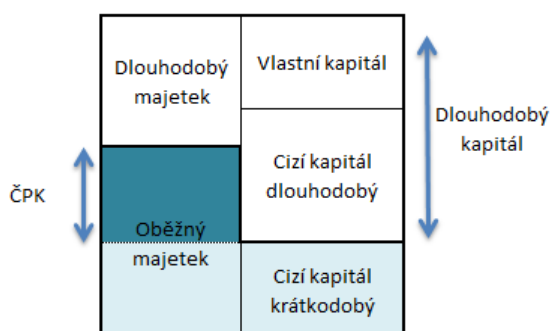 Dlouhodobý
majetek
Vlastní kapitál
Dlouhodobý
kapitál
Cizí kapitál
dlouhodobý
ČPK
Oběžný
majetek
Cizí kapitál
krátkodobý